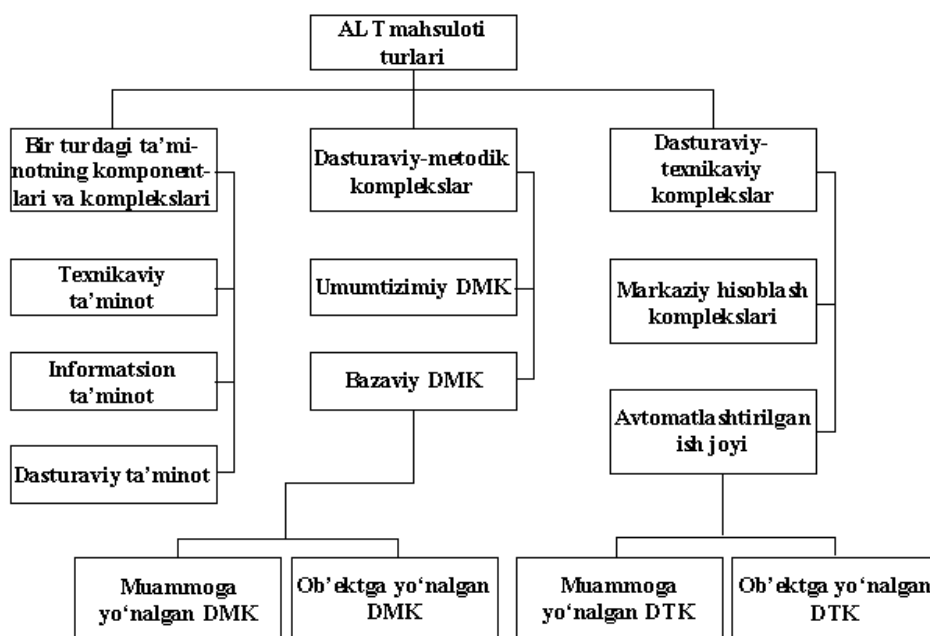 ALT mahsuloti
turlari
Bir turdagi ta’mi-
notning komponent-
lari va komplekslari
Dasturaviy-metodik
komplekslar
Dasturaviy-
texnikaviy
komplekslar
Texnikaviy
ta’minot
Umumtizimiy DMK
Markaziy hisoblash
komplekslari
Informatsion
ta’minot
Bazaviy DMK
Avtomatlashtirilgan
ish joyi
Dasturaviy ta’minot
Muammoga
yo‘nalgan DMK
Ob’ektga yo‘nalgan
DMK
Muammoga
yo‘nalgan DTK
Ob’ektga yo‘nalgan
DTK